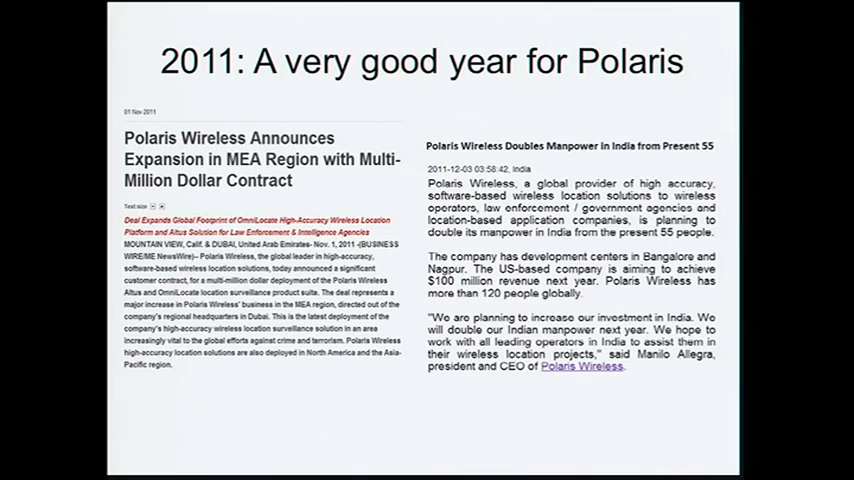 2011: A very good year for Polaris
01 Nov 2011
Polaris Wireless Announces
Expansion in MEA Region with Multi-
Million Dollar Contract
Text size
Deal Expands Global Footprint of OmniLocate High-Accuracy Wireless Location
Platform and Altus Solution for Law Enforcement & Intelligence Agencies
MOUNTAIN VIEW, Calif. & DUBAI, United Arab Emirates- Nov. 1, 2011 -(BUSINESS
WIRE/ME NewsWire)– Polaris Wireless, the global leader in high-accuracy,
software-based wireless location solutions, today announced a significant
customer contract, for a multi-million dollar deployment of the Polaris Wireless
Altus and OmniLocate location surveillance product suite. The deal represents a
major increase in Polaris Wireless' business in the MEA region, directed out of the
company's regional headquarters in Dubai. This is the latest deployment of the
company's high-accuracy wireless location surveillance solution in an area
increasingly vital to the global efforts against crime and terrorism. Polaris Wireless
high-accuracy location solutions are also deployed in North America and the Asia-
Pacific region.
Polaris Wireless Doubles Manpower in India from Present 55
2011-12-03 03:58:42, India
Polaris Wireless, a global provider of high accuracy,
software-based wireless location solutions to wireless
operators, law enforcement / government agencies and
location-based application companies, is planning to
double its manpower in India from the present 55 people.
The company has development centers in Bangalore and
Nagpur. The US-based company is aiming to achieve
$100 million revenue next year. Polaris Wireless has
more than 120 people globally.
"We are planning to increase our investment in India. We
will double our Indian manpower next year. We hope to
work with all leading operators in India to assist them in
their wireless location projects," said Manilo Allegra,
president and CEO of Polaris Wireless.